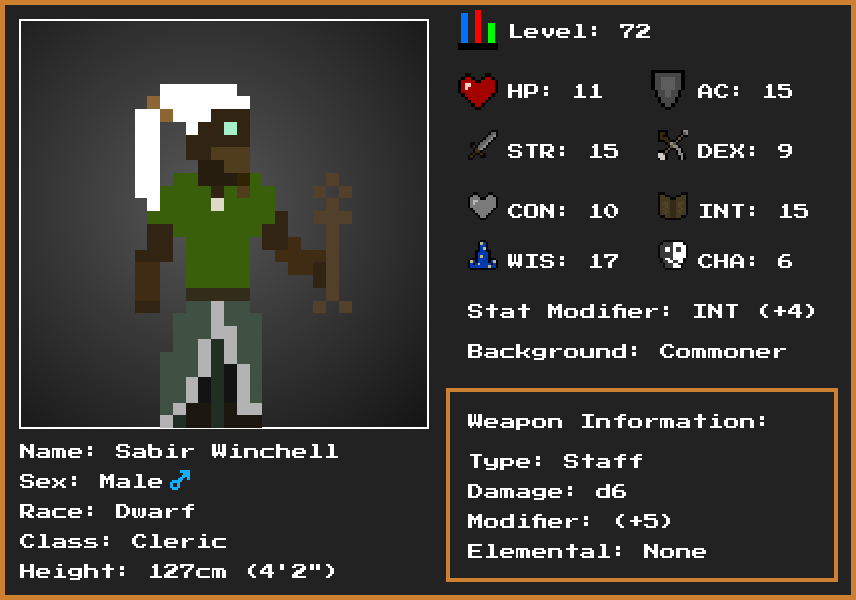 Level: 72
HP: 11 AC: 15
STR: 15 DEX: 9
CON: 10 INT: 15
WIS: 17 CHA: 6
Stat Modifier: INT (+4)
Background: Commoner
Weapon Information:
Type: Staff
Damage: d6
Modifier: (+5)
Elemental: None
Name: Sabir Winchell
Sex: Male ♂
Race: Dwarf
Class: Cleric
Height: 127cm (4'2")